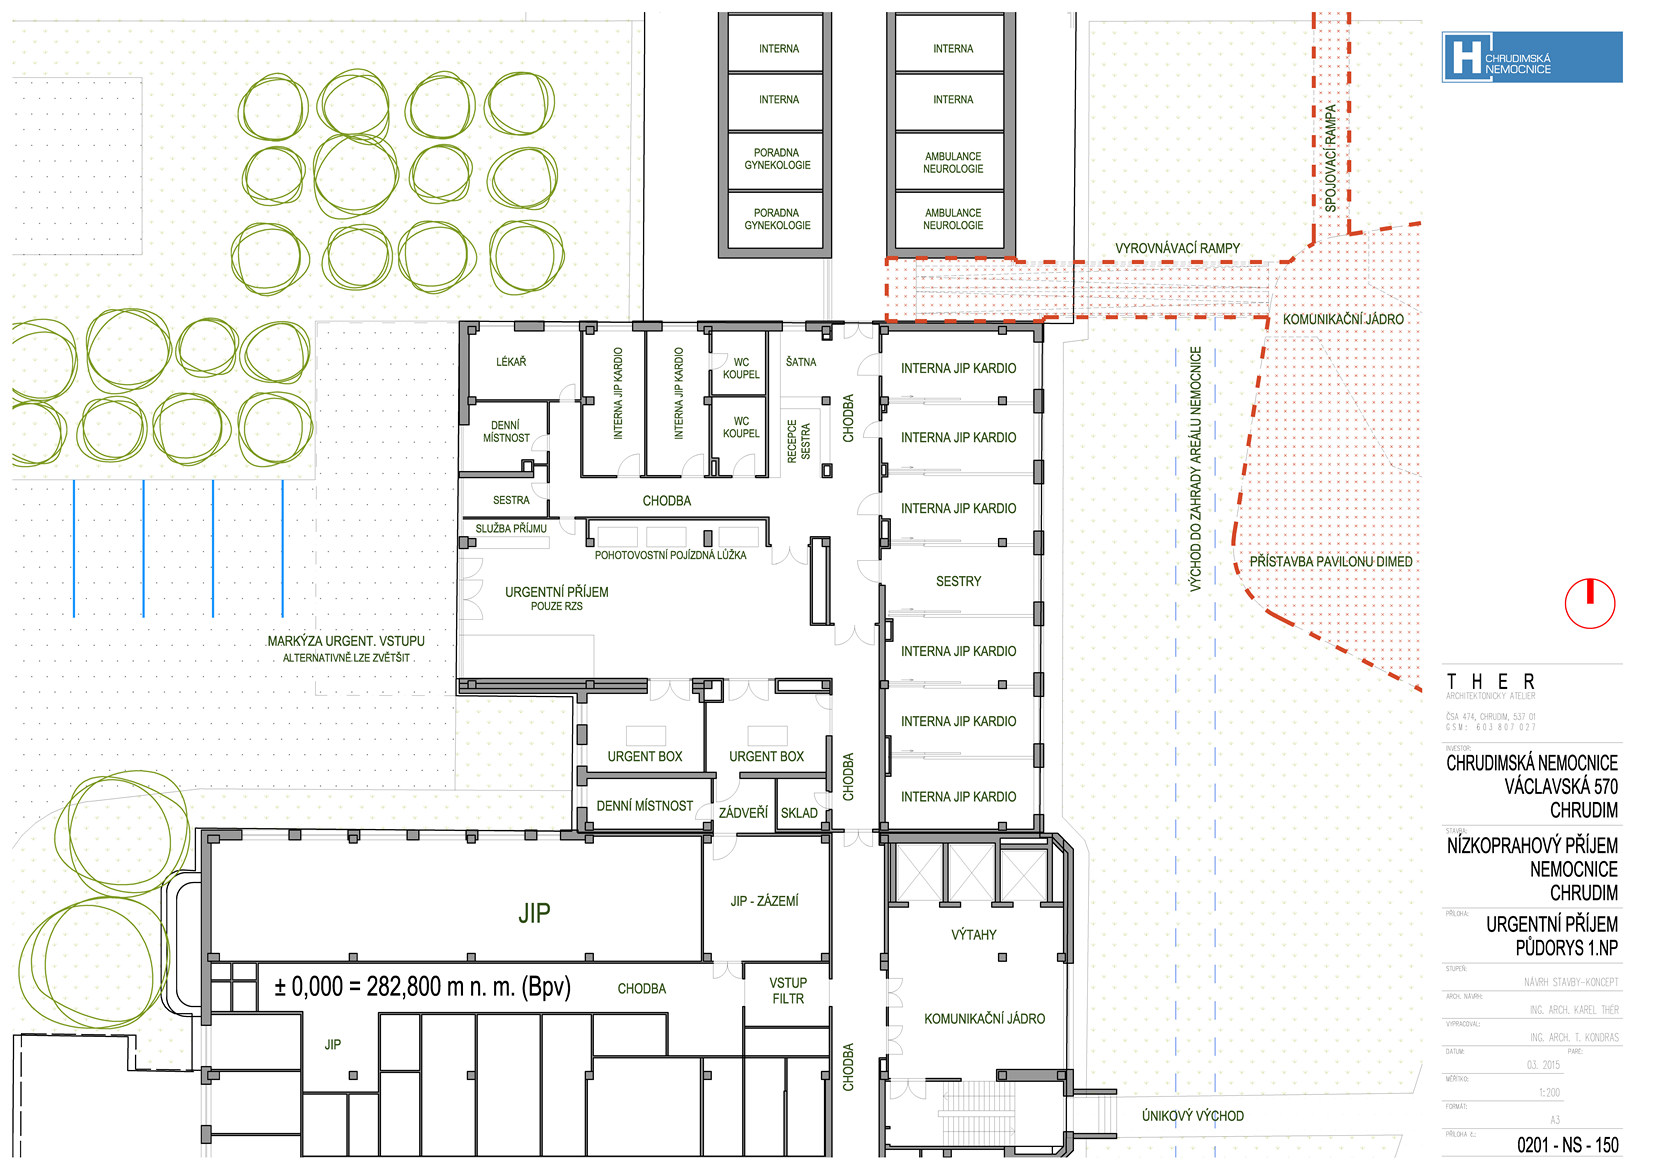 INTERNA
INTERNA
INTERNA
INTERNA
PORADNA
GYNEKOLOGIE
AMBULANCE
NEUROLOGIE
PORADNA
GYNEKOLOGIE
AMBULANCE
NEUROLOGIE
SPOJOVACÍ RAMPA
H
CHRUDIMSKÁ
NEMOCNICE
VYROVNÁVACÍ RAMPY
KOMUNIKAČNÍ JÁDRO
VÝCHOD DO ZAHRADY AREÁLU NEMOCNICE
PŘÍSTAVBA PAVILONU DIMED
LÉKAŘ
INTERNA JIP KARDIO
INTERNA JIP KARDIO
WC
KOUPEL
ŠATNA
CHODBA
INTERNA JIP KARDIO
DENNÍ
MÍSTNOST
WC
KOUPEL
RECEPCE
SESTRA
INTERNA JIP KARDIO
SESTRA
CHODBA
INTERNA JIP KARDIO
SLUŽBA PŘÍJMU
POHOTOVOSTNÍ POJÍZDNÁ LŮŽKA
SESTRY
URGENTNÍ PŘÍJEM
POUZE RZS
MARKÝZA URGENT. VSTUPU
ALTERNATIVNĚ LZE ZVĚTŠIT
INTERNA JIP KARDIO
INTERNA JIP KARDIO
URGENT BOX
URGENT BOX
CHODBA
INTERNA JIP KARDIO
DENNÍ MÍSTNOST
ZÁDVEŘÍ
SKLAD
JIP
JIP - ZÁZEMÍ
VÝTAHY
± 0,000 = 282,800 m n. m. (Bpv)
CHODBA
VSTUP
FILTR
KOMUNIKAČNÍ JÁDRO
JIP
CHODBA
ÚNIKOVÝ VÝCHOD
THER
ARCHITEKTONICKÝ ATELIER
ČSA 474, CHRUDIM, 537 01
GSM: 603 807 027
INVESTOR:
CHRUDIMSKÁ NEMOCNICE
VÁCLAVSKÁ 570
CHRUDIM
STAVBA:
NÍZKOPRAHOVÝ PŘÍJEM
NEMOCNICE
CHRUDIM
PŘÍLOHA:
URGENTNÍ PŘÍJEM
PŮDORYS 1.NP
STUPEŇ:
NÁVRH STAVBY-KONCEPT
ARCH. NÁVRH:
ING. ARCH. KAREL THER
VYPRACOVAL:
ING. ARCH. T. KONDRAS
DATUM: PARÉ:
03. 2015
MĚŘÍTKO:
1:200
FORMÁT:
A3
PŘÍLOHA č.:
0201 - NS - 150